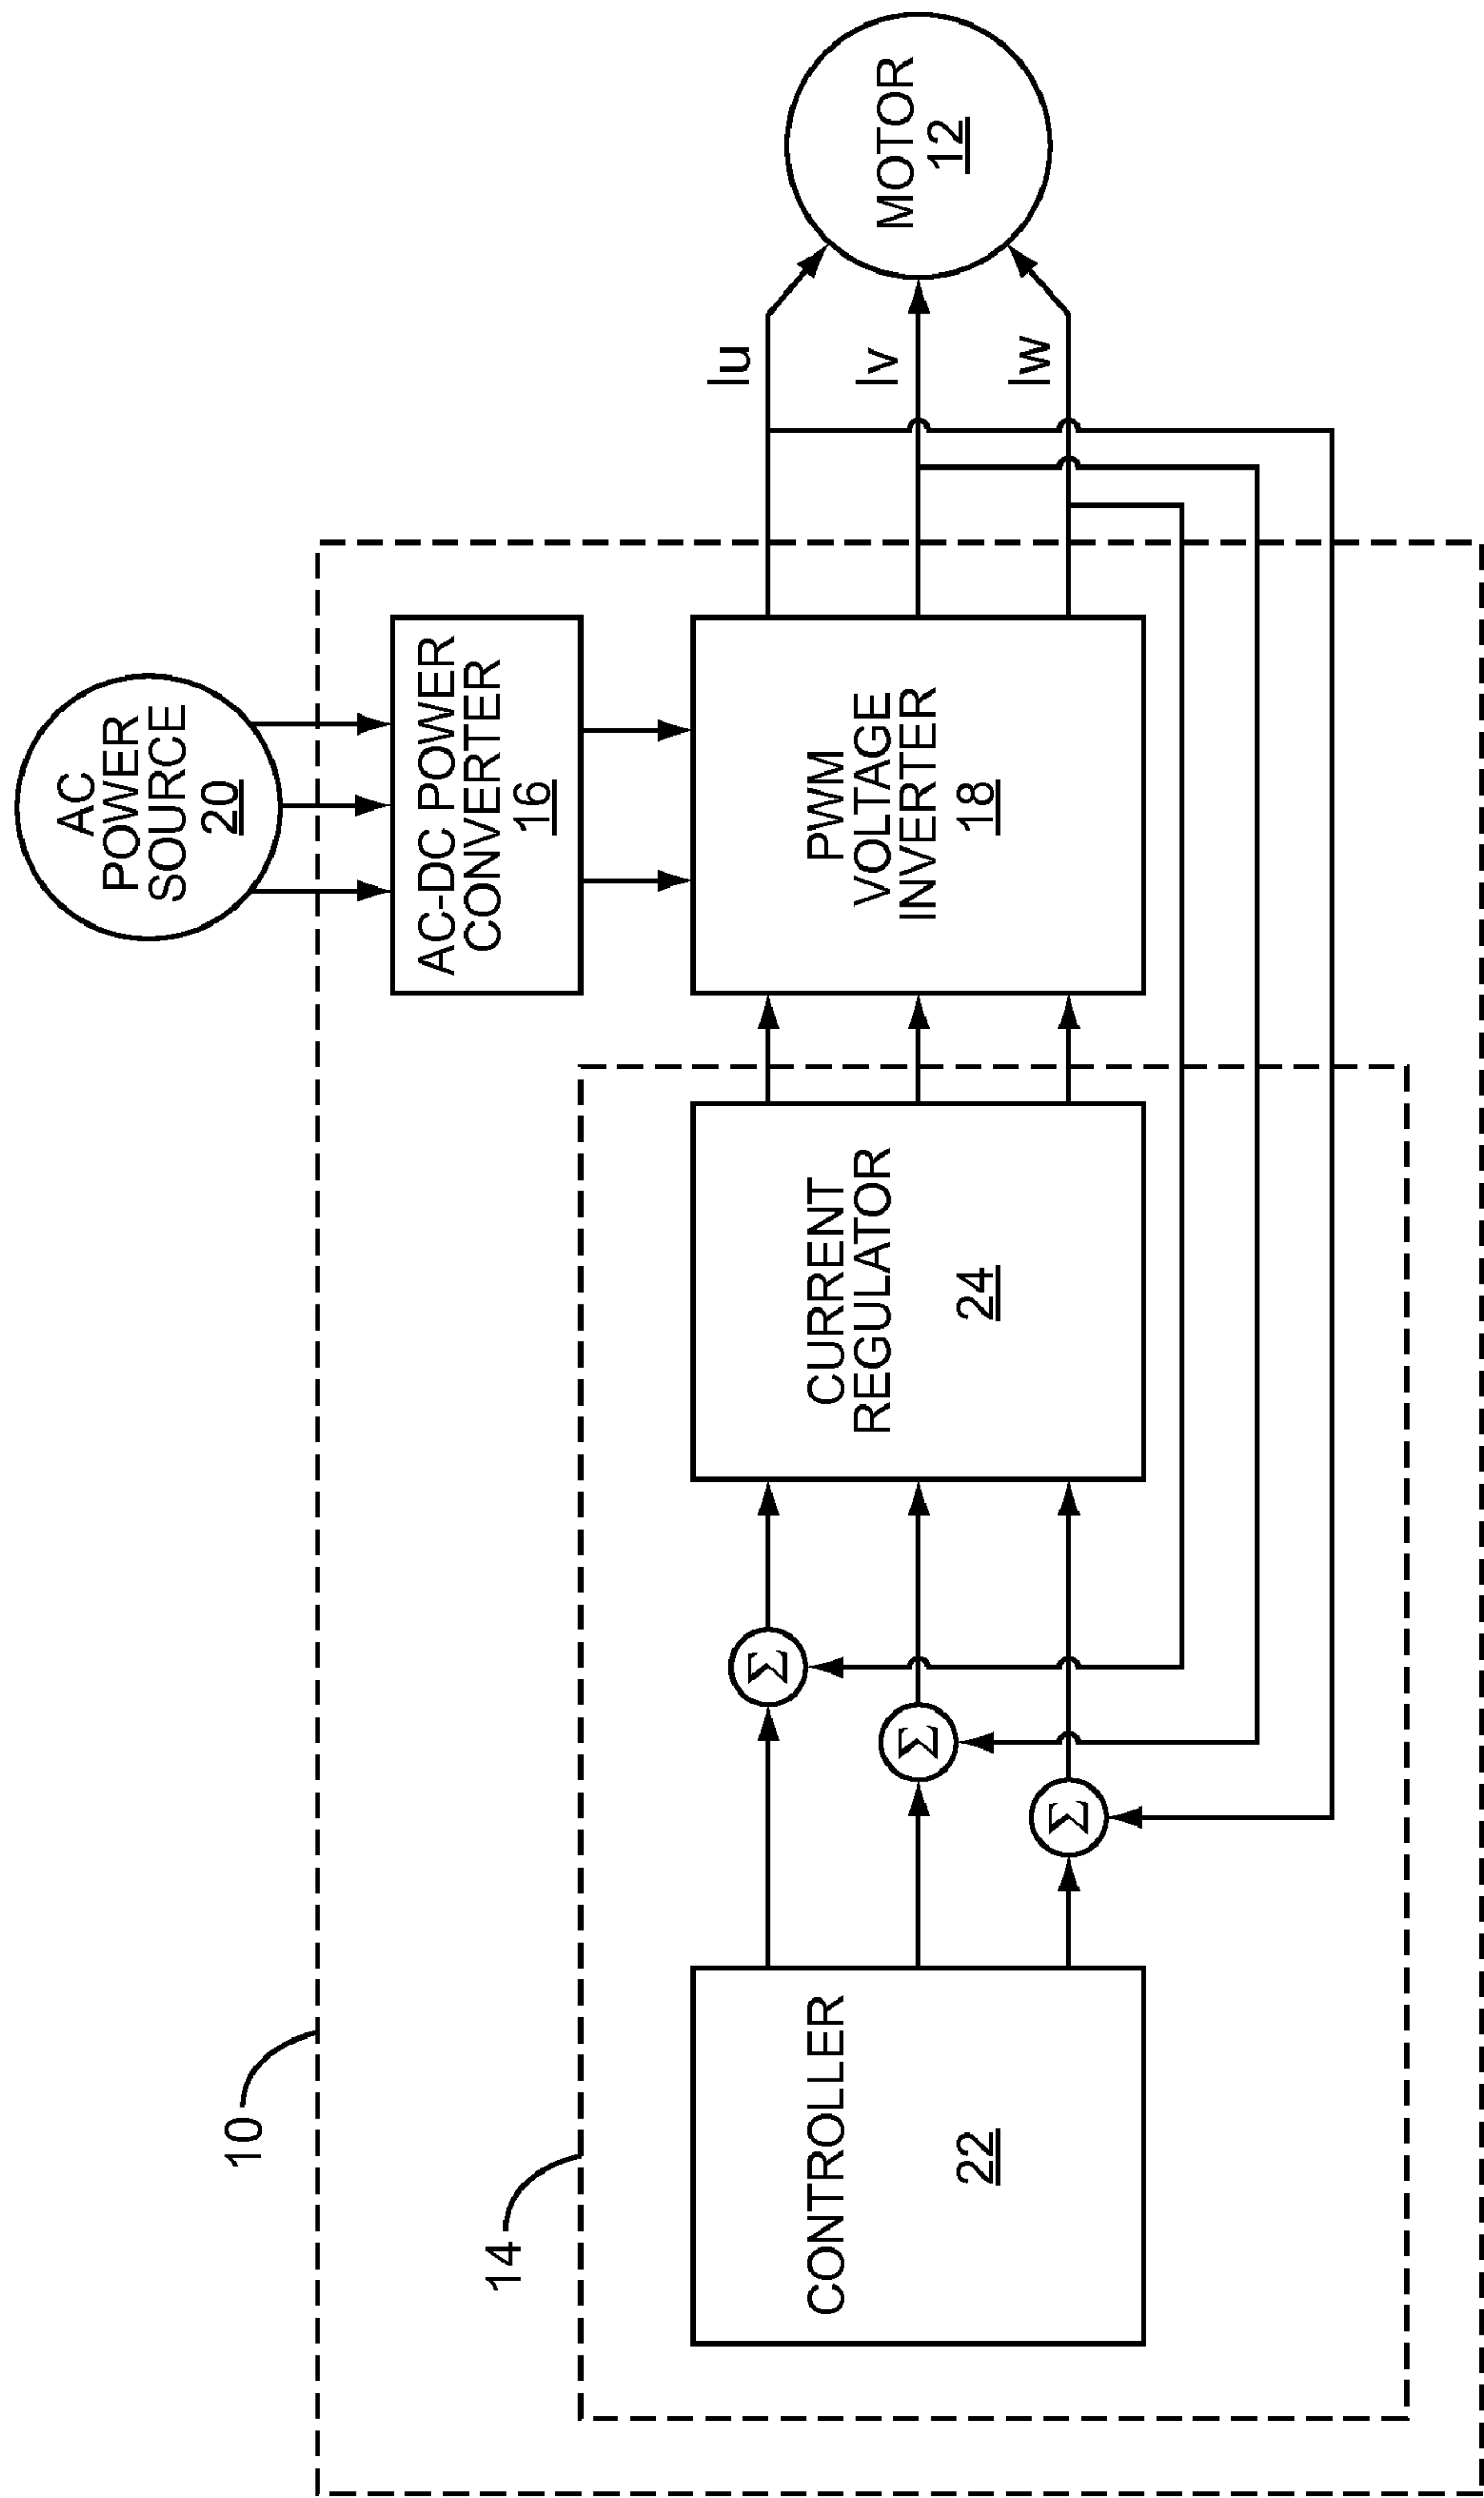 AC
POWER
SOURCE
20
10
14
AC-DC POWER
CONVERTER
16
CONTROLLER
22
Σ
Σ
Σ
CURRENT
REGULATOR
24
PWM
VOLTAGE
INVERTER
18
Iu
Iv
Iw
MOTOR
12